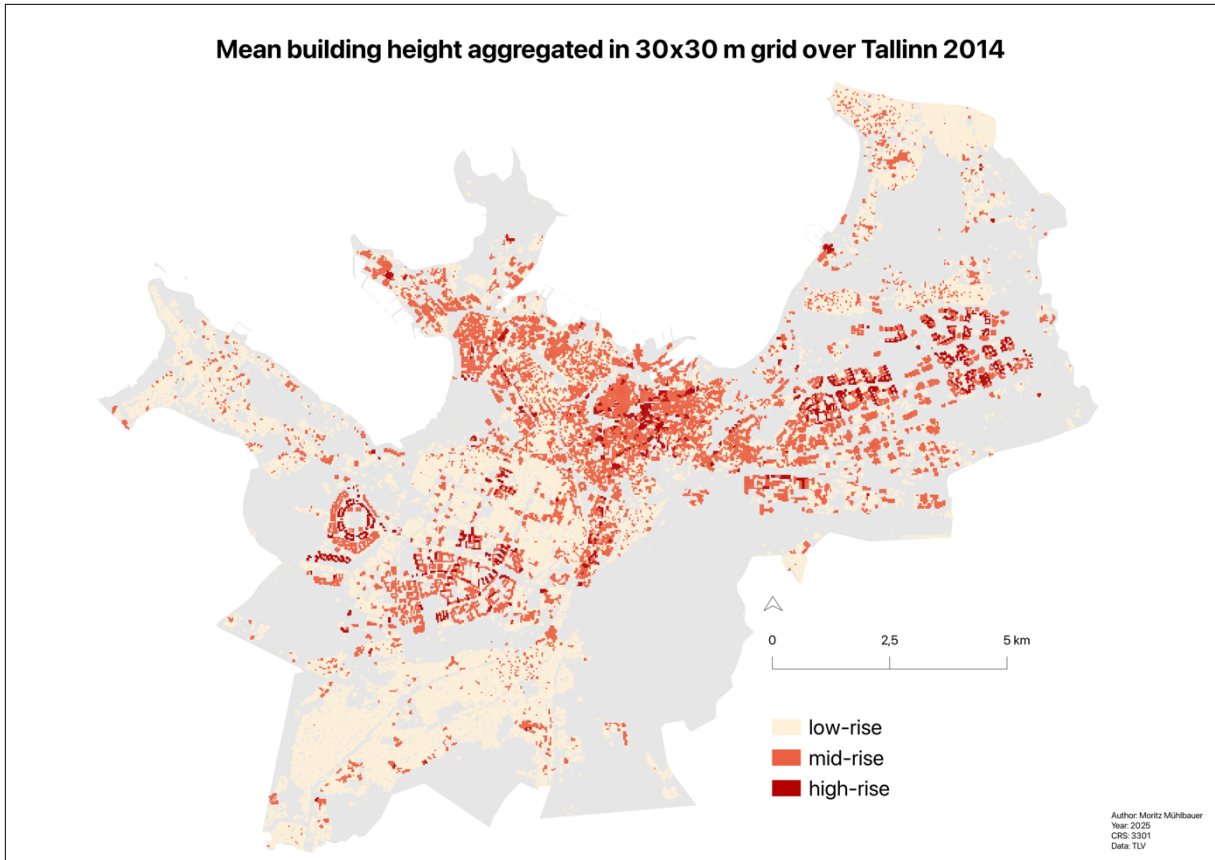 Mean building height aggregated in 30x30 m grid over Tallinn 2014
0 2,5 5 km
low-rise
mid-rise
high-rise
Author: Moritz Mühlbauer
Year: 2025
CRS: 3301
Data: TLV